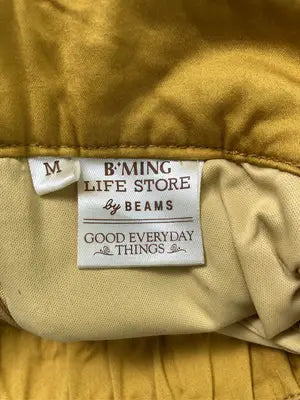 M
B•MING
LIFE STORE
by BEAMS
GOOD EVERYDAY
THINGS